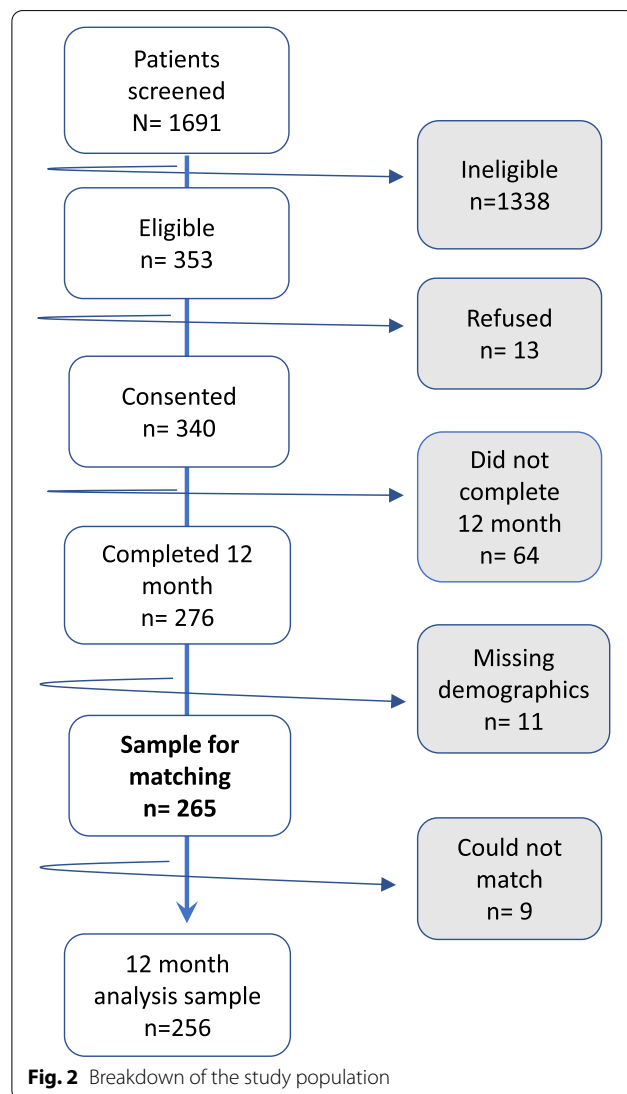 Patients
screened
N= 1691
Ineligible
n=1338
Eligible
n= 353
Refused
n= 13
Consented
n= 340
Did not
complete
12 month
n= 64
Completed 12
month
n= 276
Missing
demographics
n= 11
Sample for
matching
n= 265
Could not
match
n= 9
12 month
analysis sample
n=256
Fig. 2 Breakdown of the study population